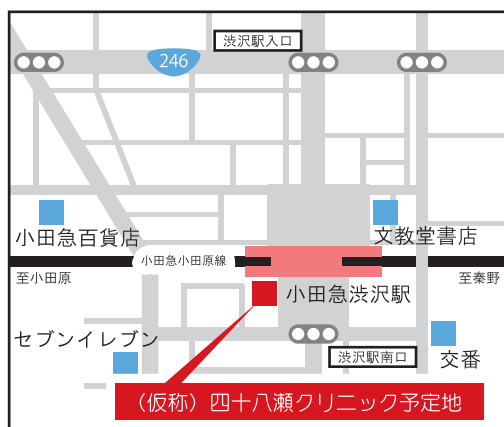 渋沢駅入口
246
小田急百貨店
文教堂書店
小田急小田原線
至小田原
至秦野
小田急渋沢駅
セブンイレブン
渋沢駅南口
交番
（仮称）四十八瀬クリニック予定地